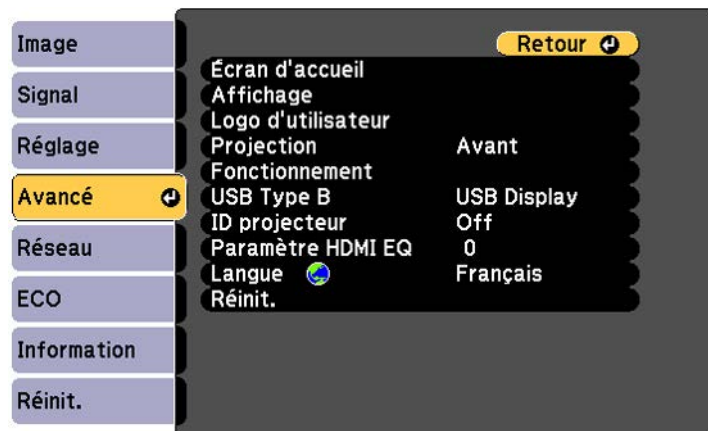 Image
Signal
Réglage
Avancé
Réseau
ECO
Information
Réinit.
Retour
Écran d'accueil
Affichage
Logo d'utilisateur
Projection Avant
Fonctionnement
USB Type B USB Display
ID projecteur Off
Paramètre HDMI EQ 0
Langue Français
Réinit.